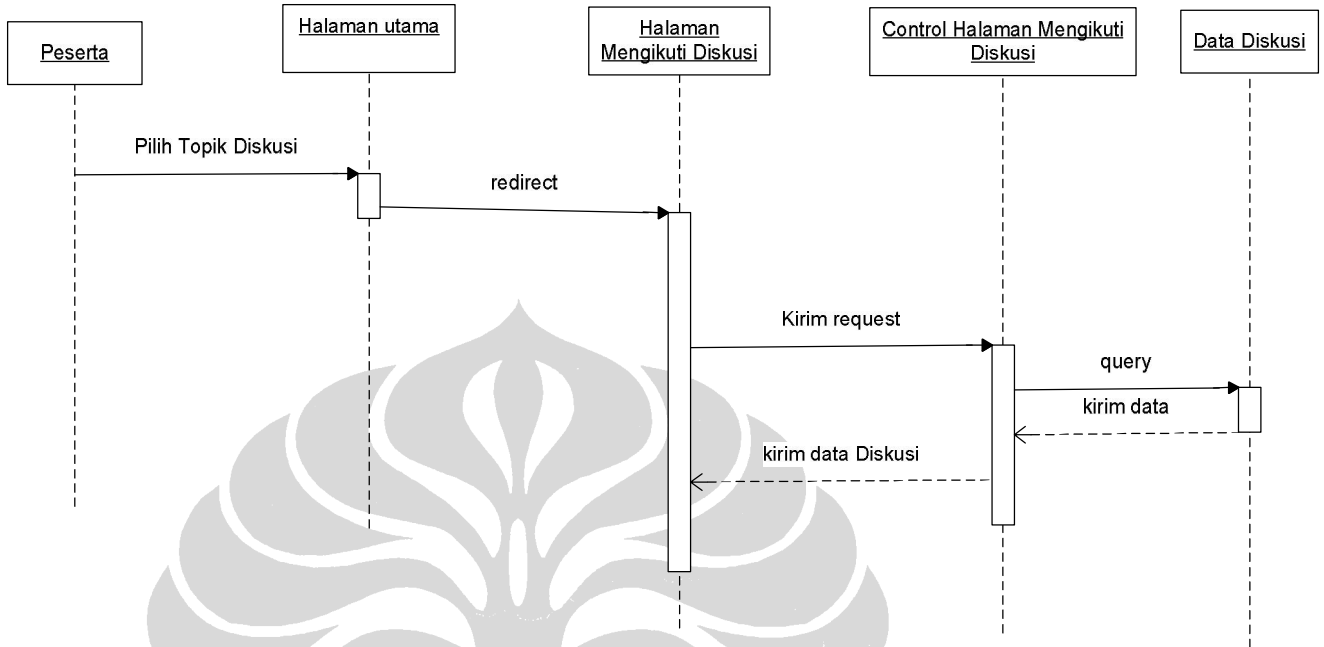 Peserta
Halaman utama
Halaman
Mengikuti Diskusi
Control Halaman Mengikuti
Diskusi
Data Diskusi
Pilih Topik Diskusi
redirect
Kirim request
query
kirim data
kirim data Diskusi